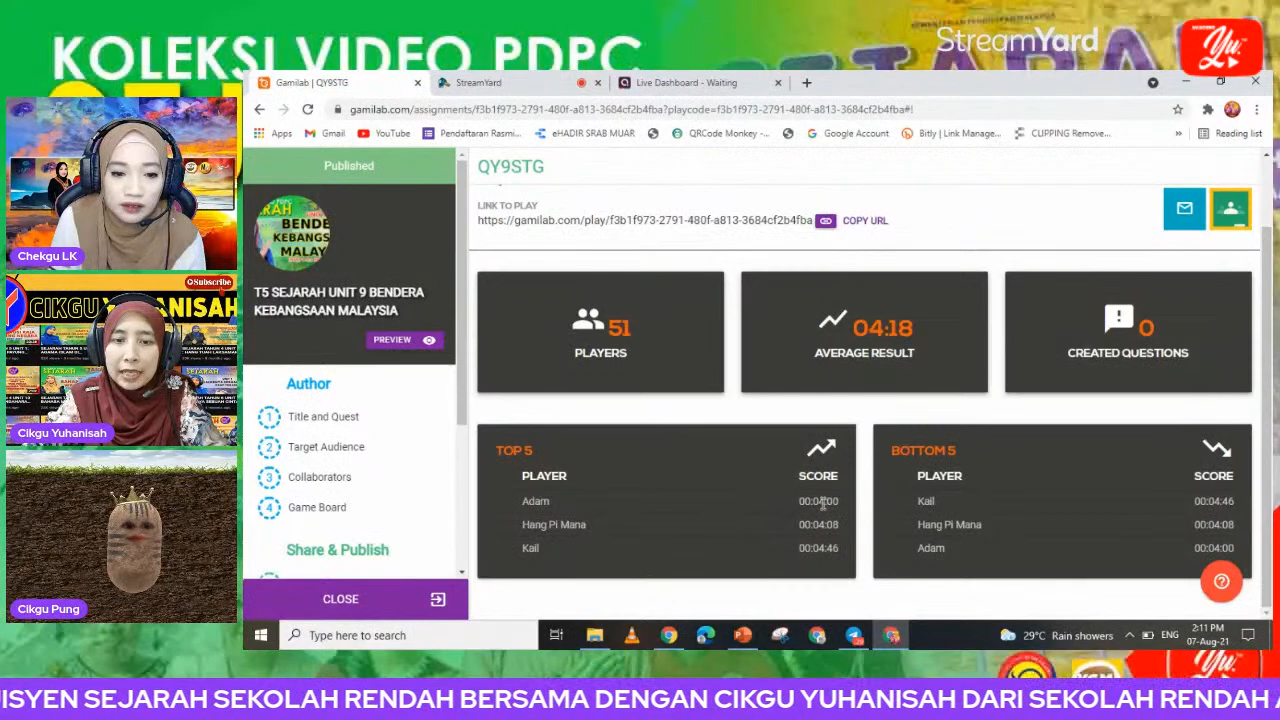 KOLEKSI VIDEO PDPC
StreamYard
Gamilab | QY9STG
StreamYard
Live Dashboard - Waiting
gamilab.com/assignments/f3b1f973-2791-480f-a813-3684cf2b4fba?playcode=f3b1f973-2791-480f-a813-3684cf2b4fba#!
Apps
Gmail
YouTube
Pendaftaran Rasmi...
eHADIR SRAB MUAR
QRCode Monkey -...
Google Account
Bitly | Link Manage...
CLIPPING Remove...
Reading list
Published
QY9STG
LINK TO PLAY
https://gamilab.com/play/f3b1f973-2791-480f-a813-3684cf2b4fba
COPY URL
T5 SEJARAH UNIT 9 BENDERA
KEBANGSAAN MALAYSIA
PREVIEW
Author
1 Title and Quest
2 Target Audience
3 Collaborators
4 Game Board
Share & Publish
CLOSE
51
PLAYERS
04:18
AVERAGE RESULT
0
CREATED QUESTIONS
TOP 5
PLAYER SCORE
Adam 00:04:00
Hang Pi Mana 00:04:08
Kail 00:04:46
BOTTOM 5
PLAYER SCORE
Kail 00:04:46
Hang Pi Mana 00:04:08
Adam 00:04:00
Type here to search
29°C Rain showers
ENG
2:11 PM
07-Aug-21
Chekgu LK
Subscribe
CIKGU YUHANISAH
Cikgu Yuhanisah
Cikgu Pung
UISYEN SEJARAH SEKOLAH RENDAH BERSAMA DENGAN CIKGU YUHANISAH DARI SEKOLAH RENDAH